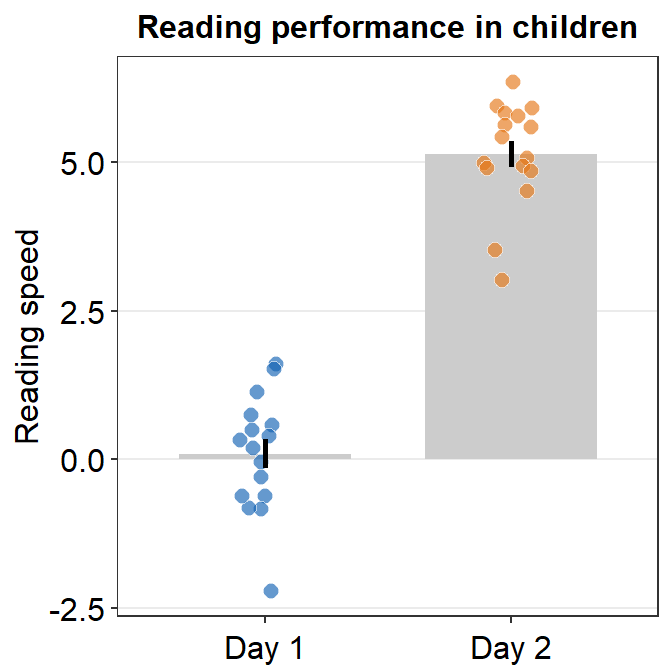 Reading performance in children
Reading speed
5.0
2.5
0.0
-2.5
Day 1
Day 2